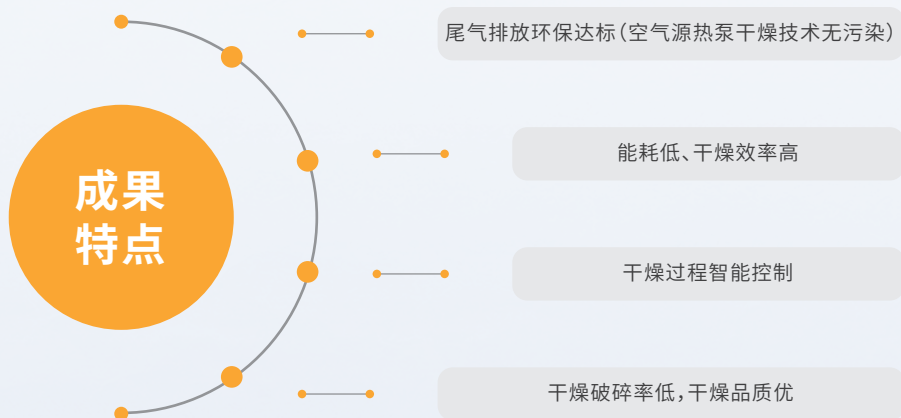 成果
特点
尾气排放环保达标(空气源热泵干燥技术无污染)
能耗低、干燥效率高
干燥过程智能控制
干燥破碎率低,干燥品质优